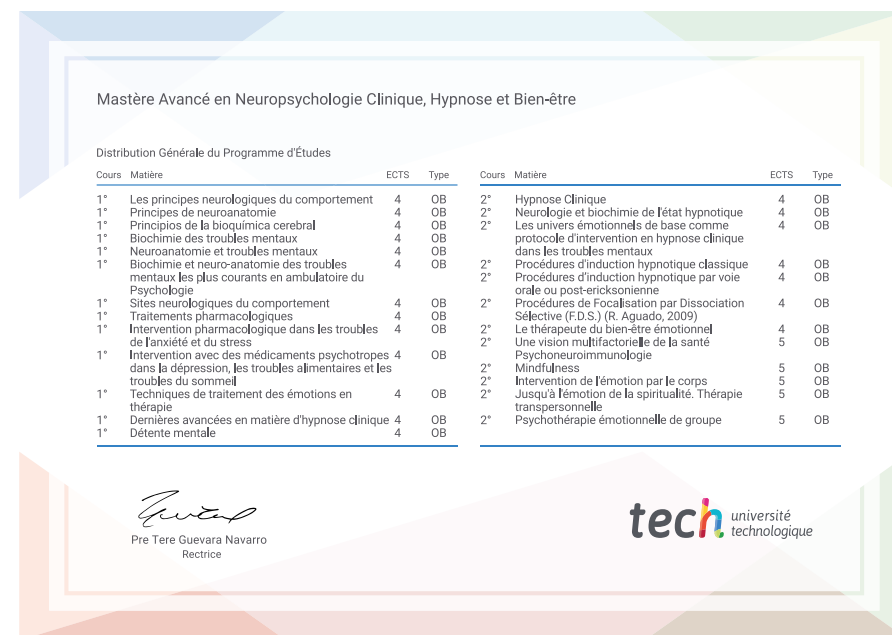 Mastère Avancé en Neuropsychologie Clinique, Hypnose et Bien-être
Distribution Générale du Programme d'Études
Cours Matière ECTS Type
1° Les principes neurologiques du comportement 4 OB
1° Principes de neuroanatomie 4 OB
1° Principios de la bioquímica cerebral 4 OB
1° Biochimie des troubles mentaux 4 OB
1° Neuroanatomie et troubles mentaux 4 OB
1° Biochimie et neuro-anatomie des troubles 4 OB
mentaux les plus courants en ambulatoire du
Psychologie
1° Sites neurologiques du comportement 4 OB
1° Traitements pharmacologiques 4 OB
1° Intervention pharmacologique dans les troubles 4 OB
de l'anxiété et du stress
1° Intervention avec des médicaments psychotropes 4 OB
dans la dépression, les troubles alimentaires et les
troubles du sommeil
1° Techniques de traitement des émotions en 4 OB
thérapie
1° Dernières avancées en matière d'hypnose clinique 4 OB
1° Détente mentale 4 OB
Cours Matière ECTS Type
2° Hypnose Clinique 4 OB
2° Neurologie et biochimie de l'état hypnotique 4 OB
2° Les univers émotionnels de base comme 4 OB
protocole d'intervention en hypnose clinique
dans les troubles mentaux
2° Procédures d'induction hypnotique classique 4 OB
2° Procédures d'induction hypnotique par voie 4 OB
orale ou post-ericksonienne
2° Procédures de Focalisation par Dissociation 4 OB
Sélective (F.D.S.) (R. Aguado, 2009)
2° Le thérapeute du bien-être émotionnel 4 OB
2° Une vision multifactorielle de la santé 5 OB
Psychoneuroimmunologie
2° Mindfulness 5 OB
2° Intervention de l'émotion par le corps 5 OB
2° Jusqu'à l'émotion de la spiritualité. Thérapie 5 OB
transpersonnelle
2° Psychothérapie émotionnelle de groupe 5 OB
Pre Tere Guevara Navarro
Rectrice
tech université
technologique